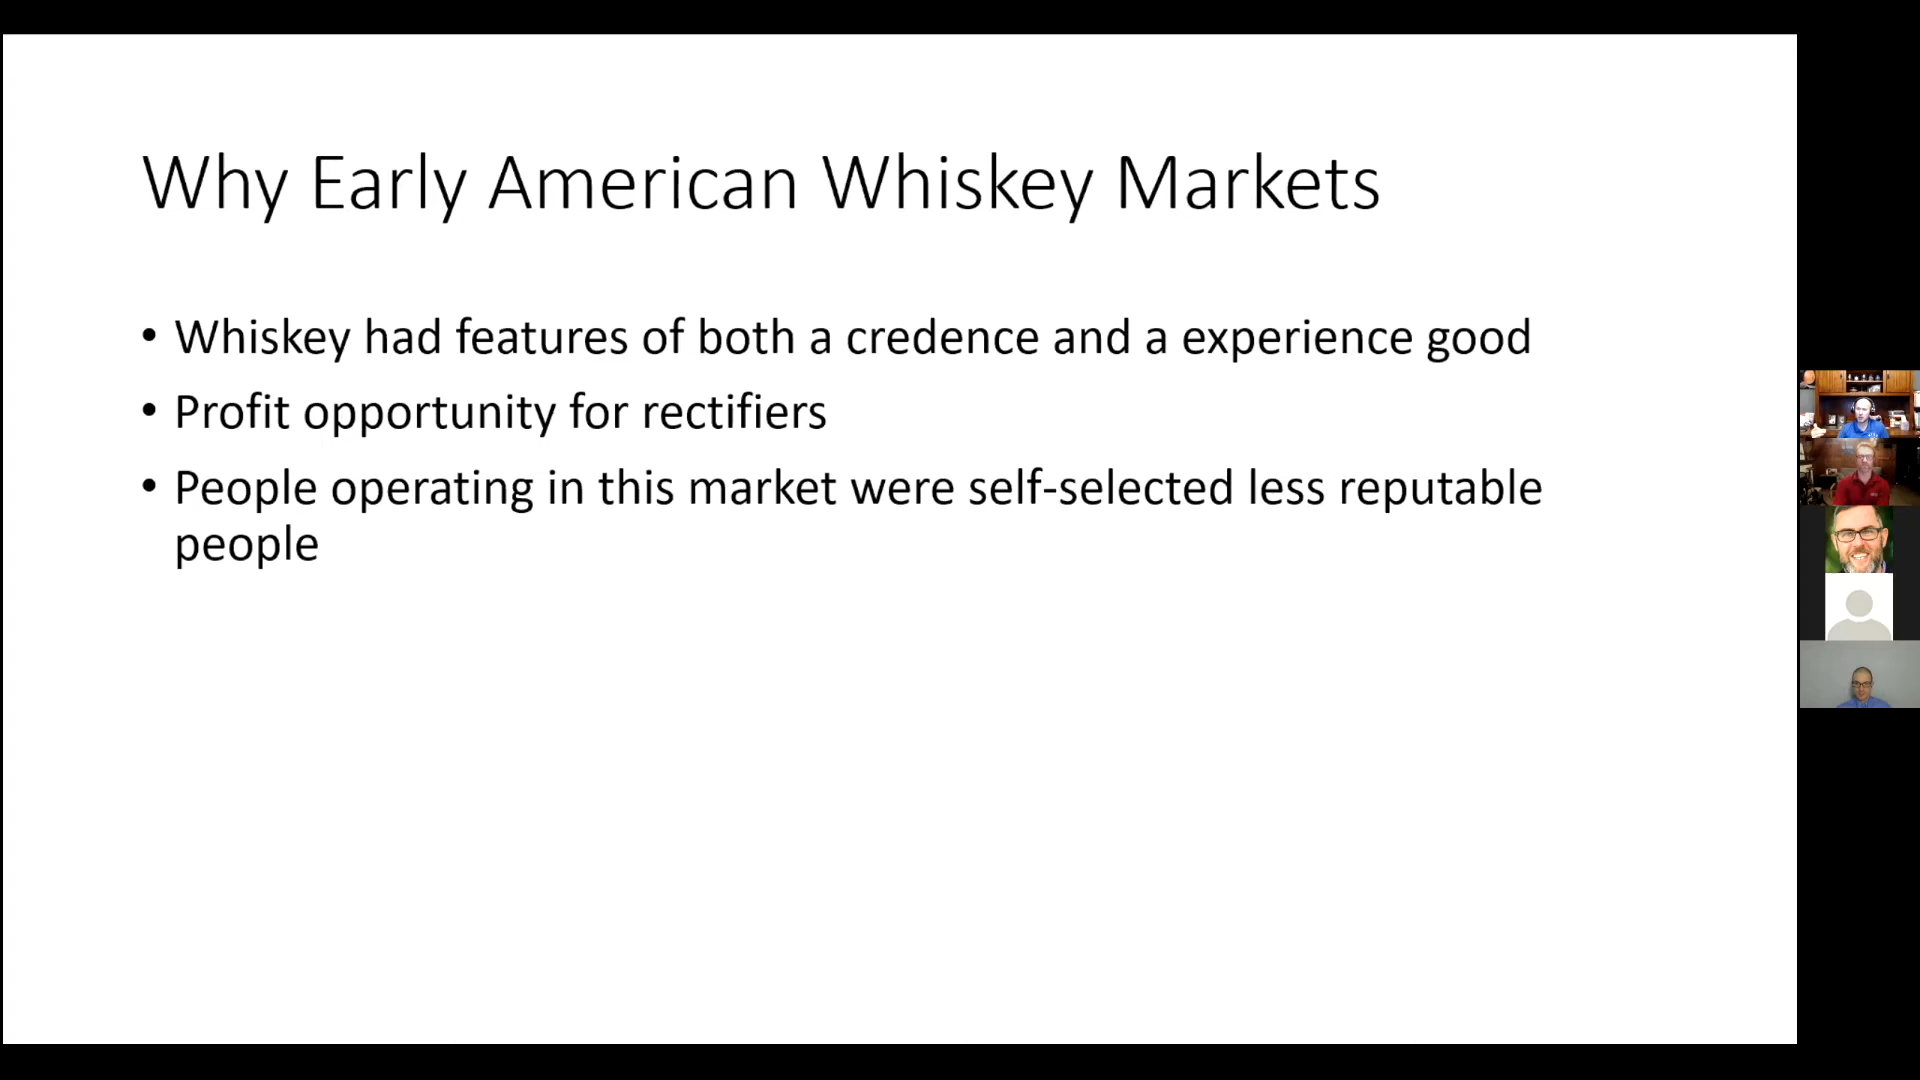 Why Early American Whiskey Markets
• Whiskey had features of both a credence and a experience good
• Profit opportunity for rectifiers
• People operating in this market were self-selected less reputable
people